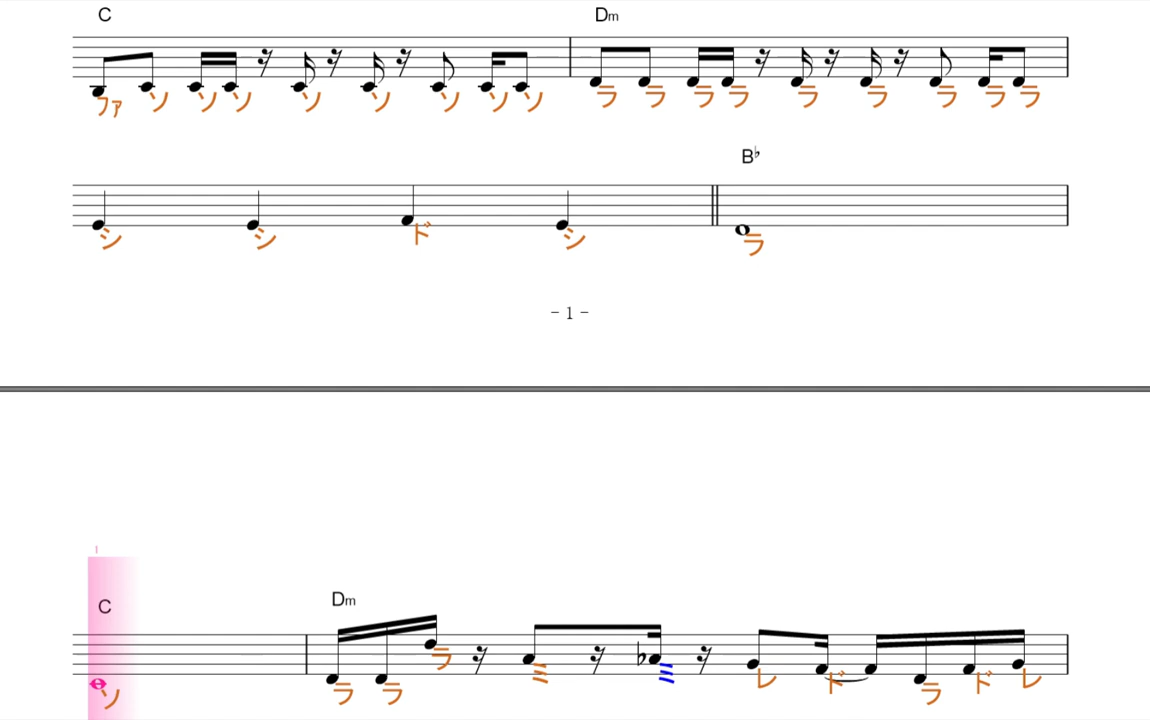 C Dm
ファ ソ ソ ソ ソ ソ ソ ソ ソ ラ ラ ラ ラ ラ ラ ラ ラ ラ
B♭
シ シ ド シ ラ
- 1 -
1
C Dm
ソ ラ ラ ラ ミ ミ レ ド ラ ド レ